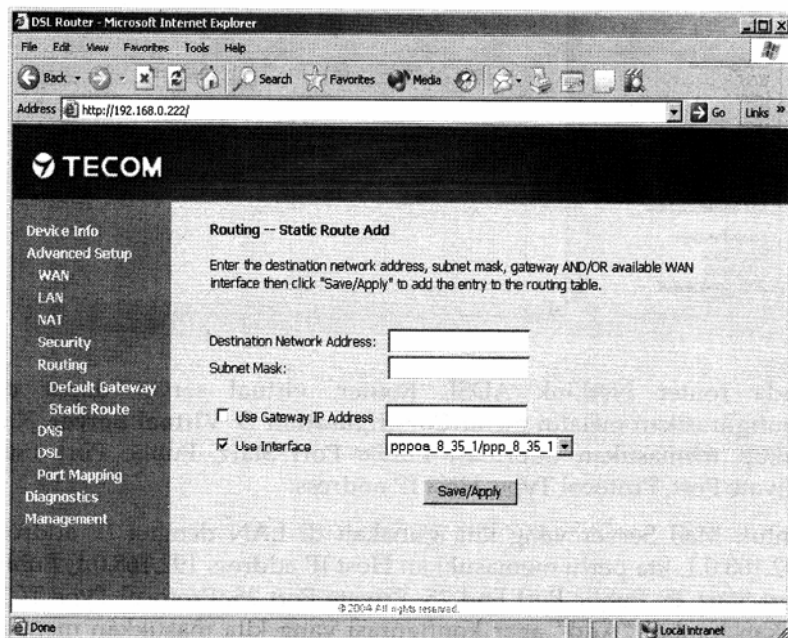 DSL Router - Microsoft Internet Explorer
File Edit View Favorites Tools Help
Back Search Favorites Media
Address http://192.168.0.222/ Go Links »
TECOM
Device Info
Advanced Setup
WAN
LAN
NAT
Security
Routing
Default Gateway
Static Route
DNS
DSL
Port Mapping
Diagnostics
Management
Routing -- Static Route Add
Enter the destination network address, subnet mask, gateway AND/OR available WAN
interface then click "Save/Apply" to add the entry to the routing table.
Destination Network Address:
Subnet Mask:
Use Gateway IP Address
Use Interface pppoa_8_35_1/ppp_8_35_1
Save/Apply
© 2004 All rights reserved.
Done Local intranet